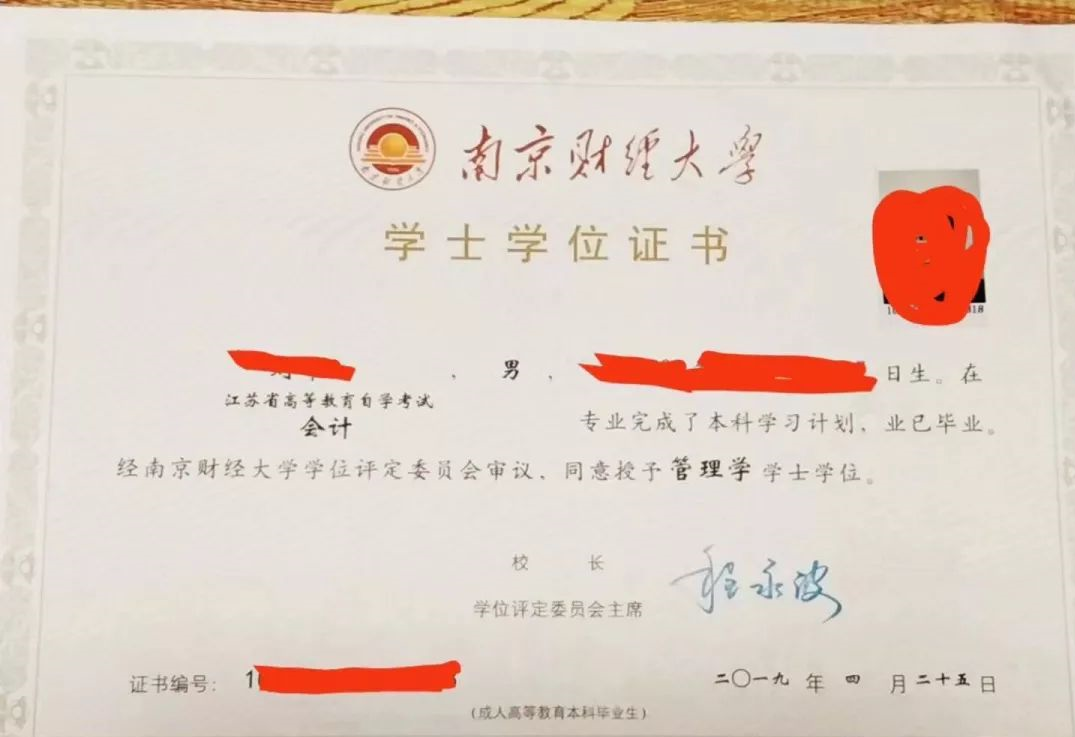 南京财经大學
学士学位证书
，男，日生。在
江苏省高等教育自学考试
会计 专业完成了本科学习计划，业已毕业。
经南京财经大学学位评定委员会审议，同意授予管理学学士学位。
校 长
程永波
学位评定委员会主席
证书编号：
二〇一九年 四 月二十五日
（成人高等教育本科毕业生）